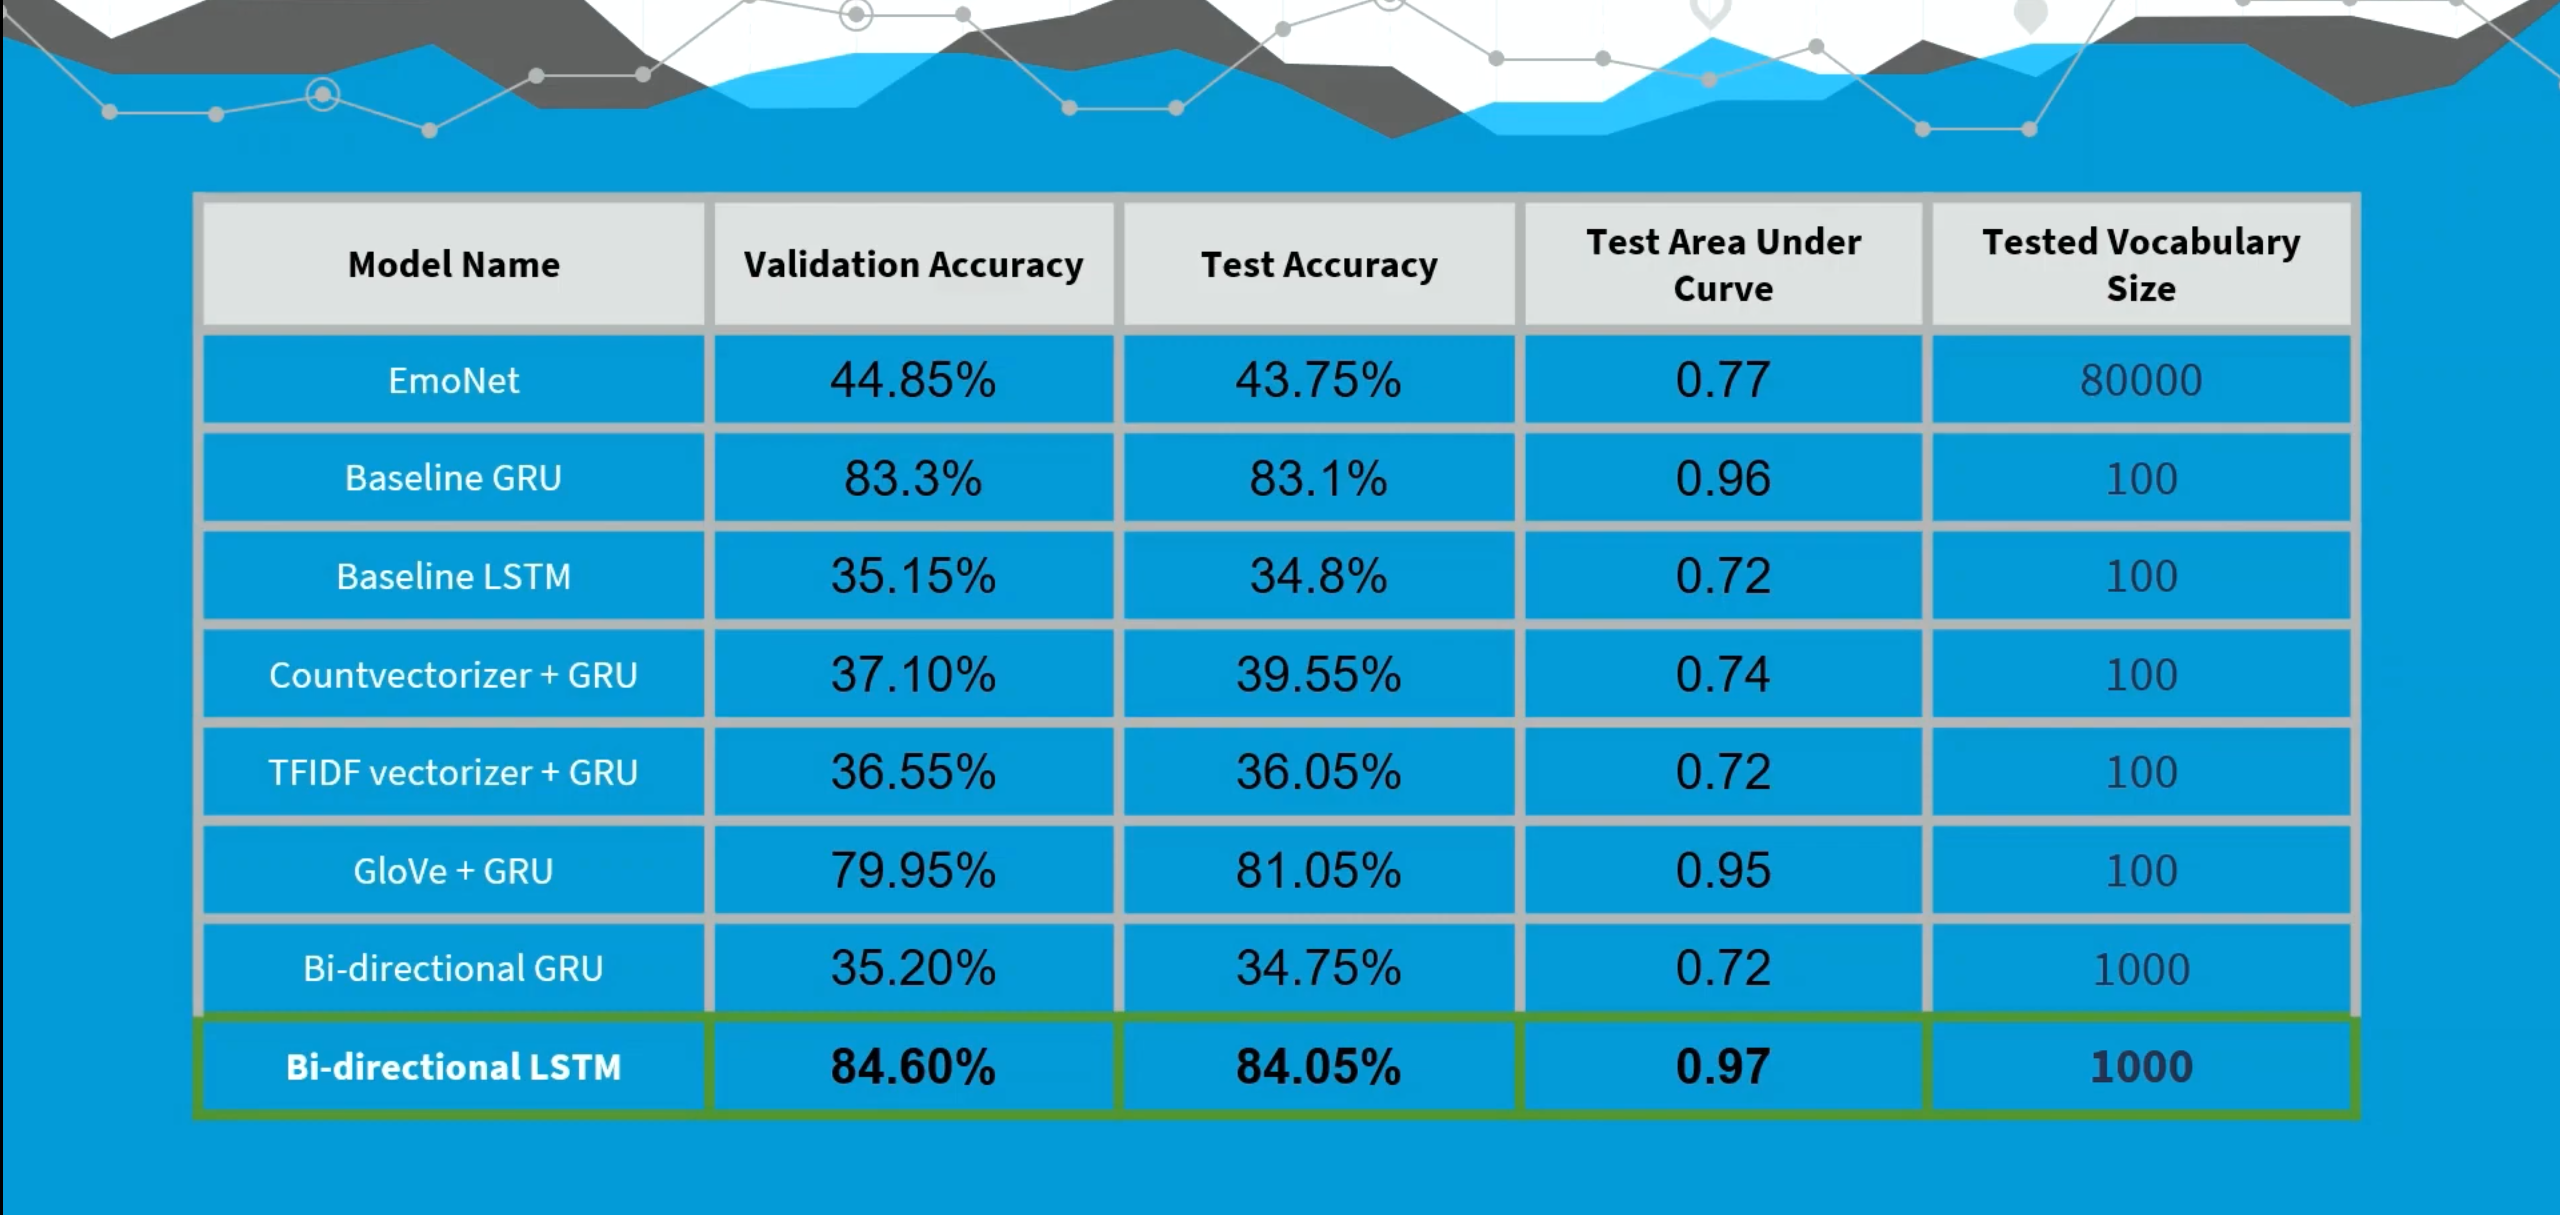 Model Name
Validation Accuracy
Test Accuracy
Test Area Under
Curve
Tested Vocabulary
Size
EmoNet
44.85%
43.75%
0.77
80000
Baseline GRU
83.3%
83.1%
0.96
100
Baseline LSTM
35.15%
34.8%
0.72
100
Countvectorizer + GRU
37.10%
39.55%
0.74
100
TFIDF vectorizer + GRU
36.55%
36.05%
0.72
100
GloVe + GRU
79.95%
81.05%
0.95
100
Bi-directional GRU
35.20%
34.75%
0.72
1000
Bi-directional LSTM
84.60%
84.05%
0.97
1000